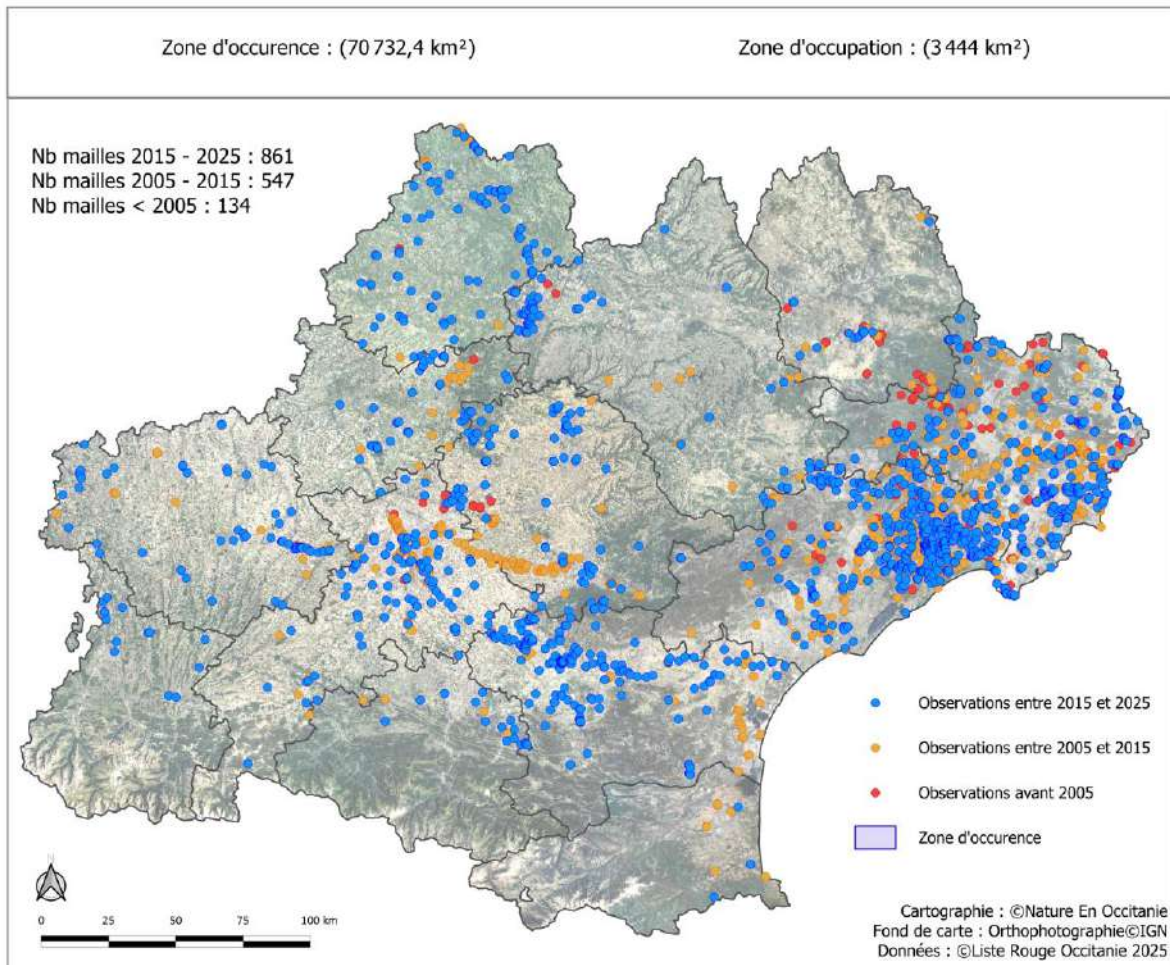 Zone d'occurence : (70 732,4 km²)
Zone d'occupation : (3 444 km²)
Nb mailles 2015 - 2025 : 861
Nb mailles 2005 - 2015 : 547
Nb mailles < 2005 : 134
Observations entre 2015 et 2025
Observations entre 2005 et 2015
Observations avant 2005
Zone d'occurence
N
0 25 50 75 100 km
Cartographie : ©Nature En Occitanie
Fond de carte : Orthophotographie©IGN
Données : ©Liste Rouge Occitanie 2025